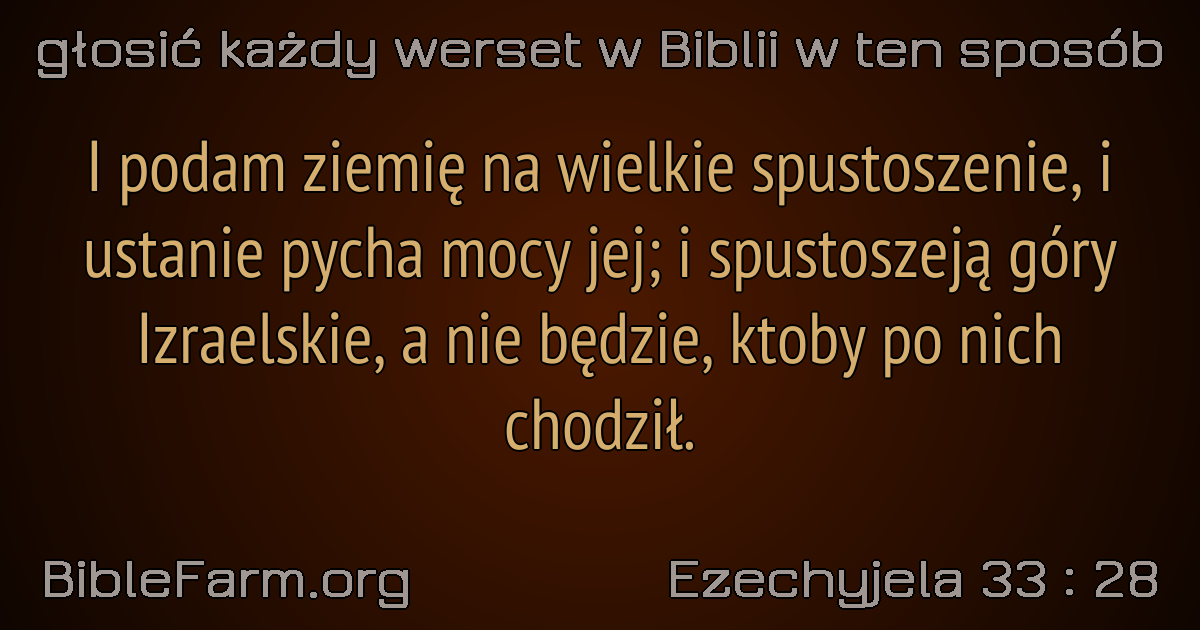 głosić każdy werset w Biblii w ten sposób
I podam ziemię na wielkie spustoszenie, i
ustanie pycha mocy jej; i spustoszeją góry
Izraelskie, a nie będzie, ktoby po nich
chodził.
BibleFarm.org
Ezechyjela 33 : 28